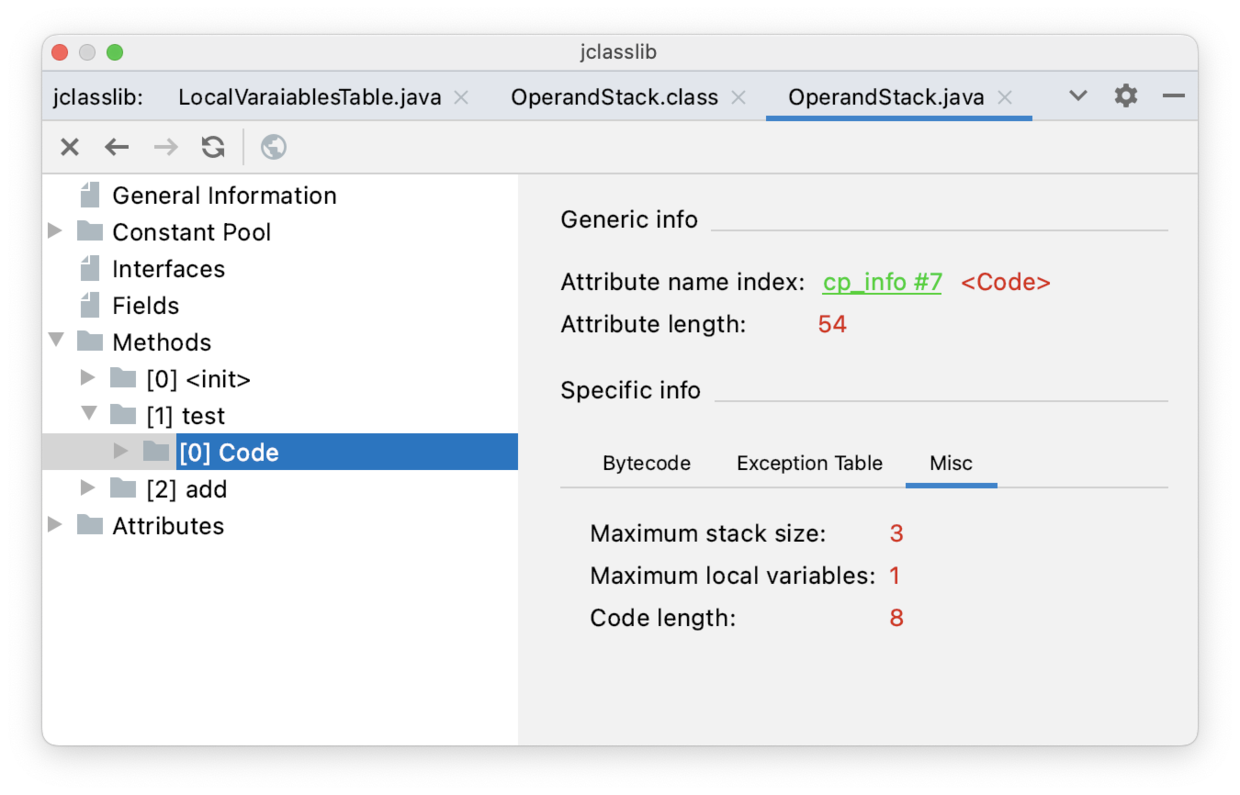 jclasslib
jclasslib: LocalVaraiablesTable.java OperandStack.class OperandStack.java
General Information
Constant Pool
Interfaces
Fields
Methods
[0] <init>
[1] test
[0] Code
[2] add
Attributes
Generic info
Attribute name index: cp_info #7 <Code>
Attribute length: 54
Specific info
Bytecode Exception Table Misc
Maximum stack size: 3
Maximum local variables: 1
Code length: 8